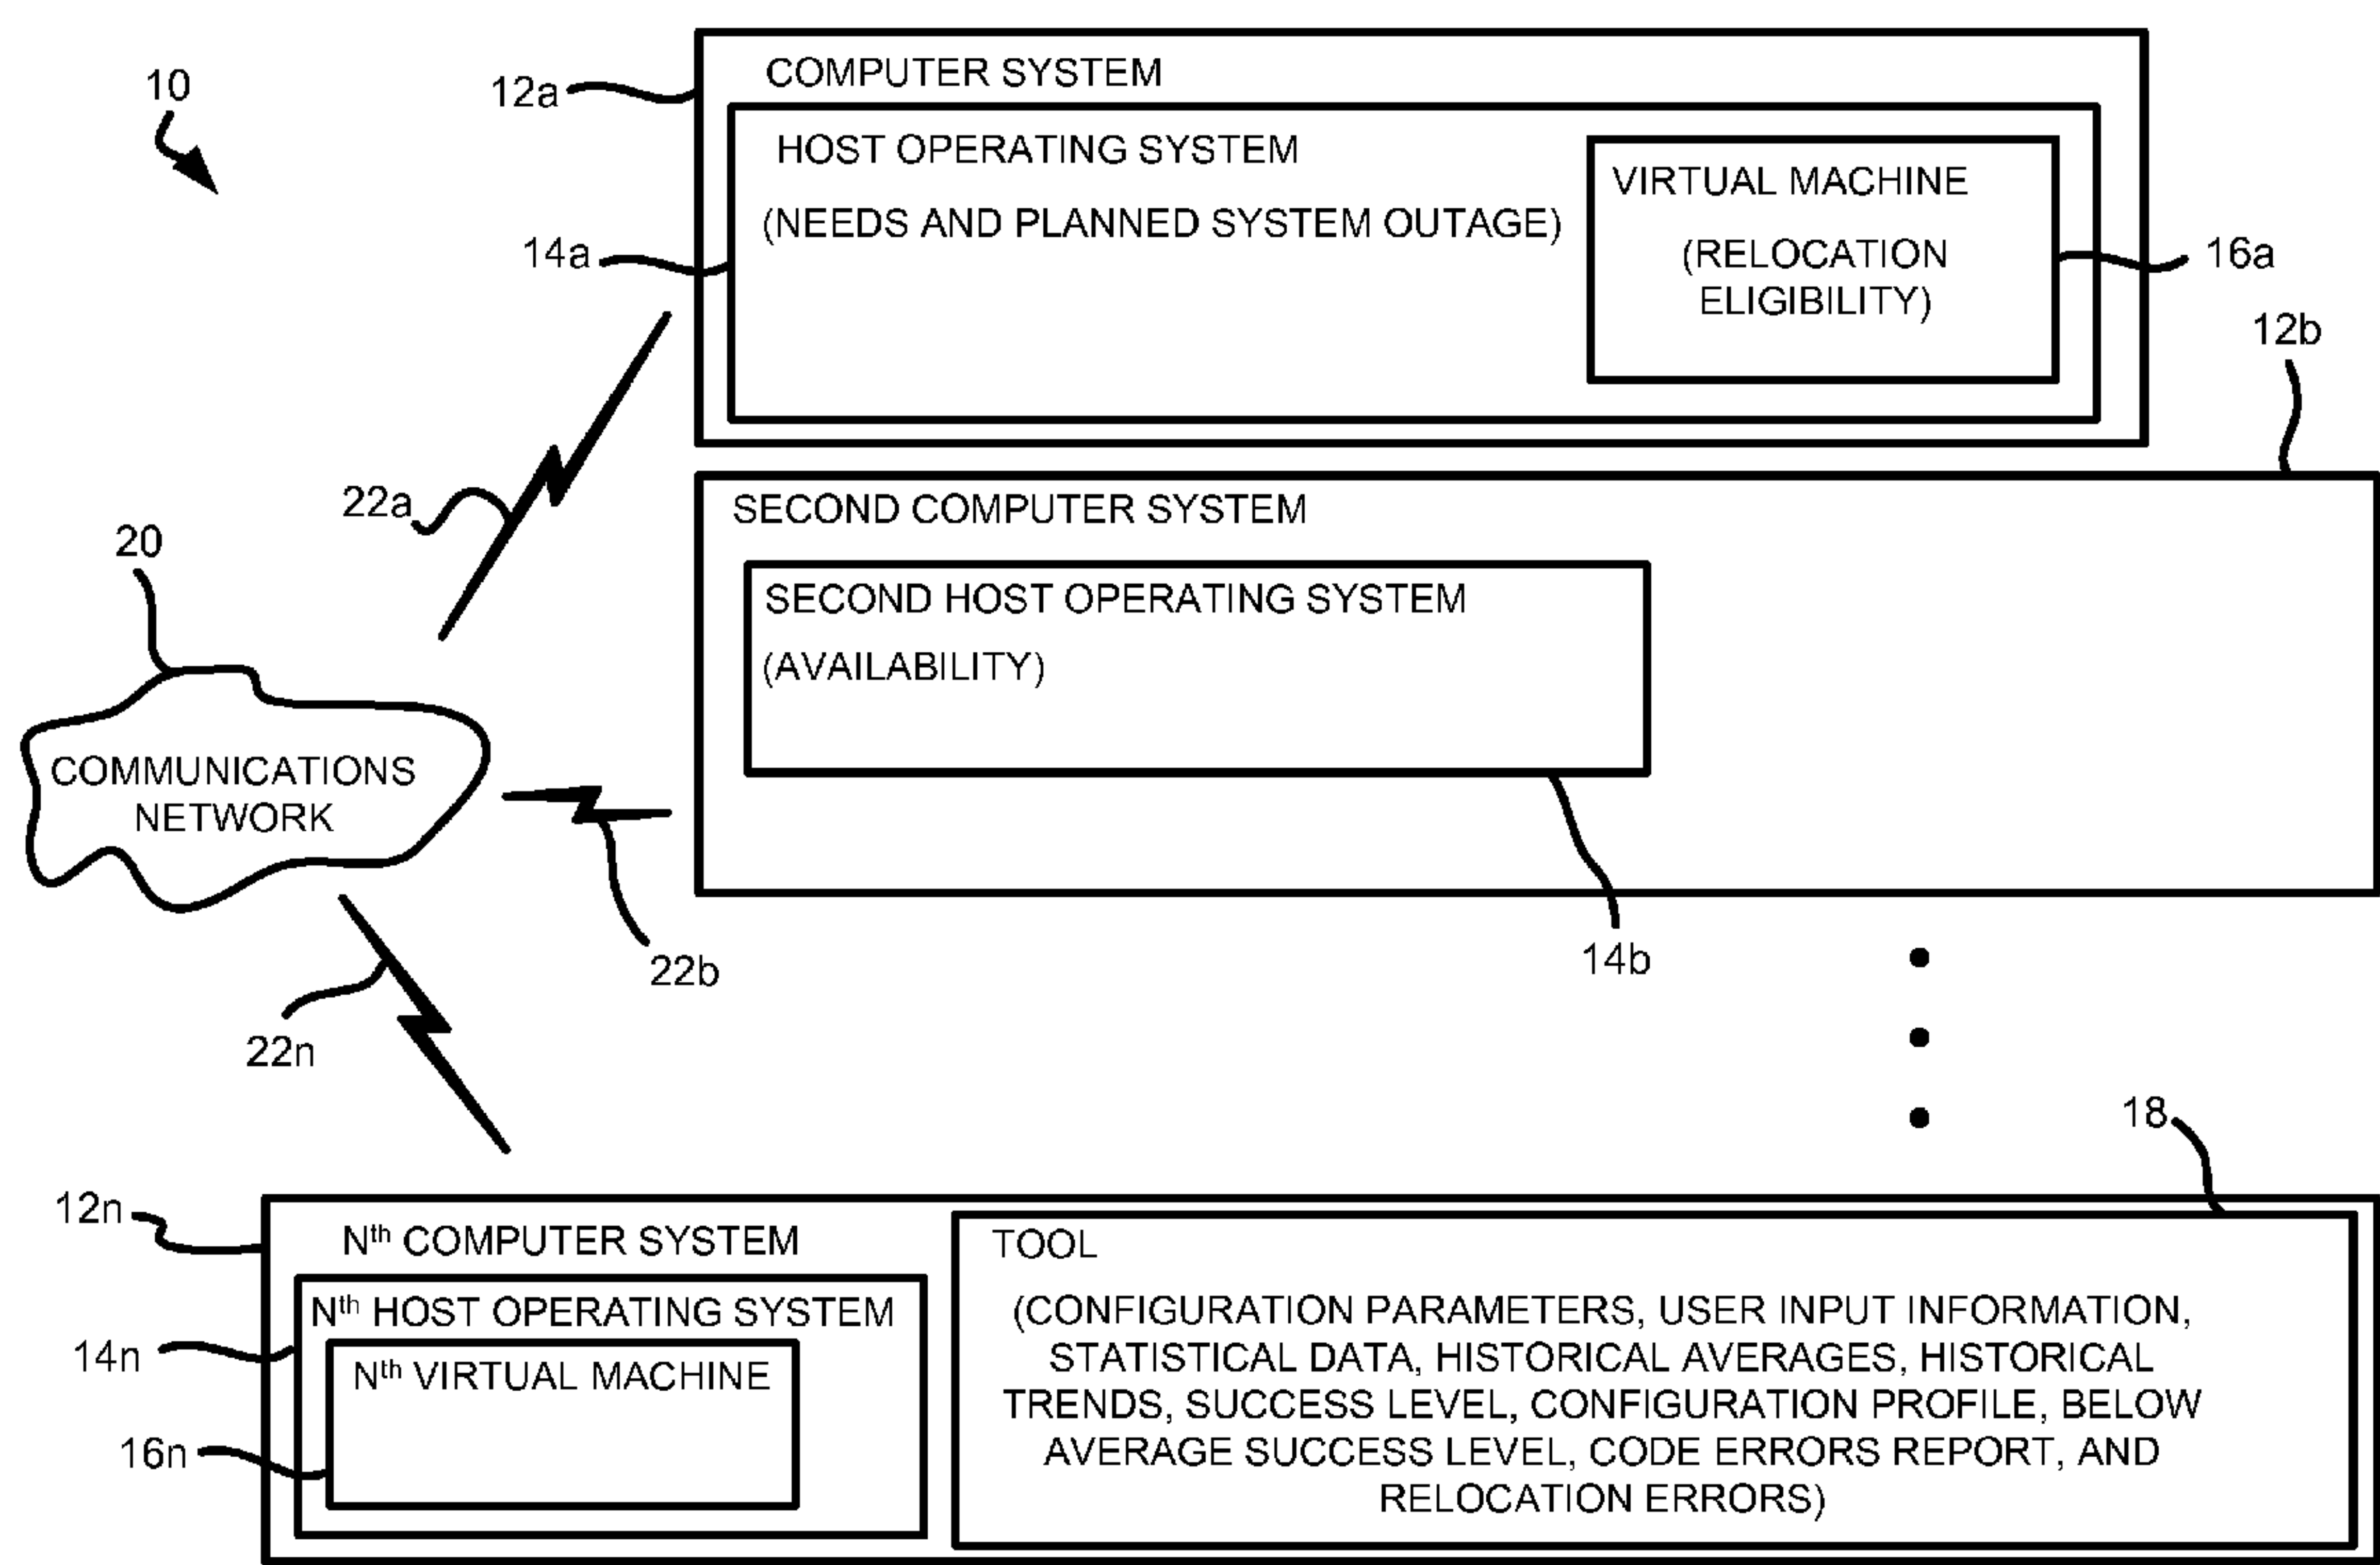 10
12a
COMPUTER SYSTEM
HOST OPERATING SYSTEM
(NEEDS AND PLANNED SYSTEM OUTAGE)
14a
VIRTUAL MACHINE
(RELOCATION
ELIGIBILITY)
16a
12b
22a
SECOND COMPUTER SYSTEM
20
SECOND HOST OPERATING SYSTEM
(AVAILABILITY)
COMMUNICATIONS
NETWORK
22b
14b
22n
18
12n
Nth COMPUTER SYSTEM
Nth HOST OPERATING SYSTEM
14n
Nth VIRTUAL MACHINE
16n
TOOL
(CONFIGURATION PARAMETERS, USER INPUT INFORMATION,
STATISTICAL DATA, HISTORICAL AVERAGES, HISTORICAL
TRENDS, SUCCESS LEVEL, CONFIGURATION PROFILE, BELOW
AVERAGE SUCCESS LEVEL, CODE ERRORS REPORT, AND
RELOCATION ERRORS)